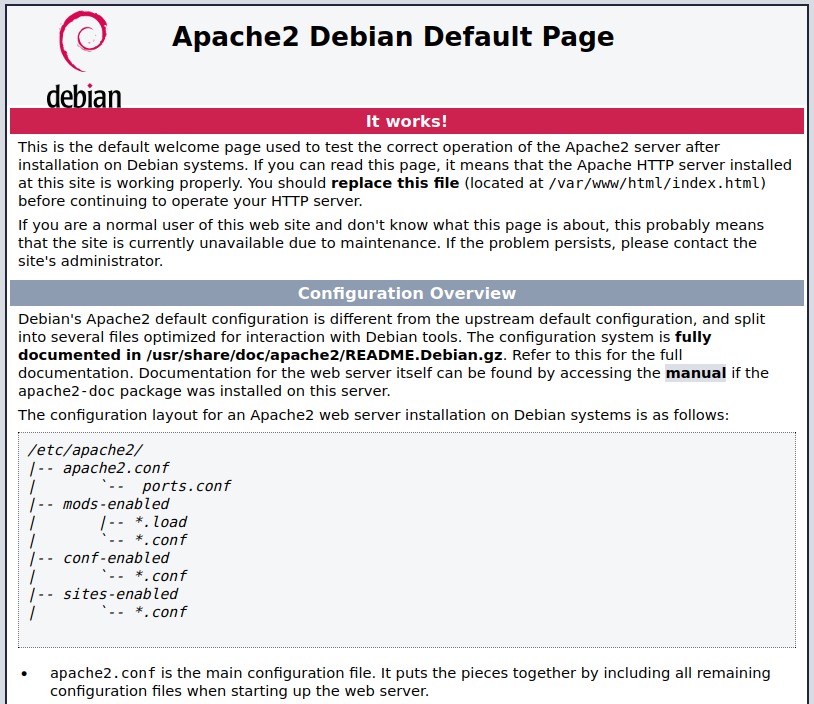 debian
Apache2 Debian Default Page
It works!
This is the default welcome page used to test the correct operation of the Apache2 server after
installation on Debian systems. If you can read this page, it means that the Apache HTTP server installed
at this site is working properly. You should replace this file (located at /var/www/html/index.html)
before continuing to operate your HTTP server.
If you are a normal user of this web site and don't know what this page is about, this probably means
that the site is currently unavailable due to maintenance. If the problem persists, please contact the
site's administrator.
Configuration Overview
Debian's Apache2 default configuration is different from the upstream default configuration, and split
into several files optimized for interaction with Debian tools. The configuration system is fully
documented in /usr/share/doc/apache2/README.Debian.gz. Refer to this for the full
documentation. Documentation for the web server itself can be found by accessing the manual if the
apache2-doc package was installed on this server.
The configuration layout for an Apache2 web server installation on Debian systems is as follows:
/etc/apache2/
|-- apache2.conf
|       `--  ports.conf
|-- mods-enabled
|       |-- *.load
|       `-- *.conf
|-- conf-enabled
|       `-- *.conf
|-- sites-enabled
|       `-- *.conf
• apache2.conf is the main configuration file. It puts the pieces together by including all remaining
configuration files when starting up the web server.